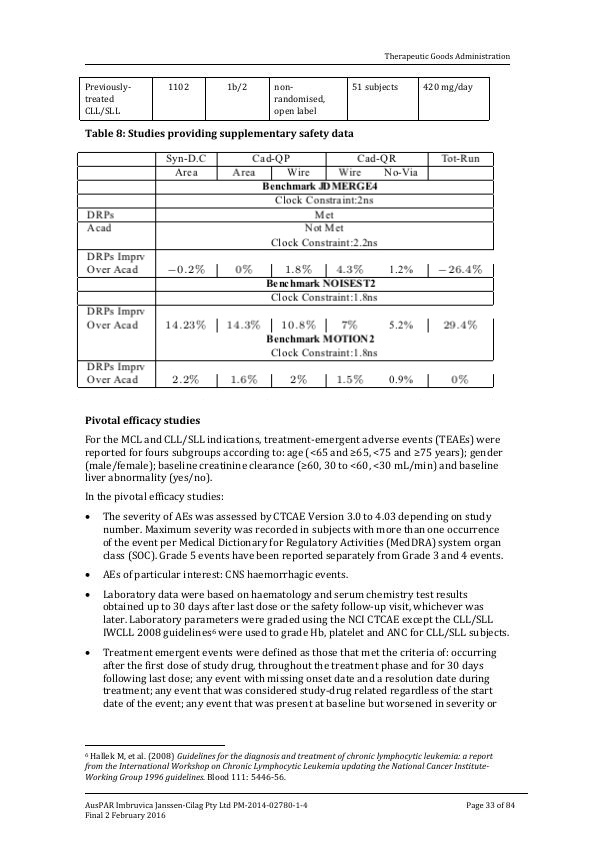 Therapeutic Goods Administration
Previously-treated CLL/SLL 1102 1b/2 non-randomised, open label 51 subjects 420 mg/day
Table 8: Studies providing supplementary safety data
Syn-D.C Cad-QP Cad-QR Tot-Run
Area Area Wire Wire No-Via
Benchmark JDMERGE4
Clock Constraint:2ns
DRPs Met
Acad Not Met
Clock Constraint:2.2ns
DRPs Imprv
Over Acad −0.2% 0% 1.8% 4.3% 1.2% −26.4%
Benchmark NOISEST2
Clock Constraint:1.8ns
DRPs Imprv
Over Acad 14.23% 14.3% 10.8% 7% 5.2% 29.4%
Benchmark MOTION2
Clock Constraint:1.8ns
DRPs Imprv
Over Acad 2.2% 1.6% 2% 1.5% 0.9% 0%
Pivotal efficacy studies
For the MCL and CLL/SLL indications, treatment-emergent adverse events (TEAEs) were
reported for fours subgroups according to: age (<65 and ≥65, <75 and ≥75 years); gender
(male/female); baseline creatinine clearance (≥60, 30 to <60, <30 mL/min) and baseline
liver abnormality (yes/no).
In the pivotal efficacy studies:
• The severity of AEs was assessed by CTCAE Version 3.0 to 4.03 depending on study
number. Maximum severity was recorded in subjects with more than one occurrence
of the event per Medical Dictionary for Regulatory Activities (MedDRA) system organ
class (SOC). Grade 5 events have been reported separately from Grade 3 and 4 events.
• AEs of particular interest: CNS haemorrhagic events.
• Laboratory data were based on haematology and serum chemistry test results
obtained up to 30 days after last dose or the safety follow-up visit, whichever was
later. Laboratory parameters were graded using the NCI CTCAE except the CLL/SLL
IWCLL 2008 guidelines⁶ were used to grade Hb, platelet and ANC for CLL/SLL subjects.
• Treatment emergent events were defined as those that met the criteria of: occurring
after the first dose of study drug, throughout the treatment phase and for 30 days
following last dose; any event with missing onset date and a resolution date during
treatment; any event that was considered study-drug related regardless of the start
date of the event; any event that was present at baseline but worsened in severity or
⁶ Hallek M, et al. (2008) Guidelines for the diagnosis and treatment of chronic lymphocytic leukemia: a report
from the International Workshop on Chronic Lymphocytic Leukemia updating the National Cancer Institute-
Working Group 1996 guidelines. Blood 111: 5446-56.
AusPAR Imbruvica Janssen-Cilag Pty Ltd PM-2014-02780-1-4 Page 33 of 84
Final 2 February 2016